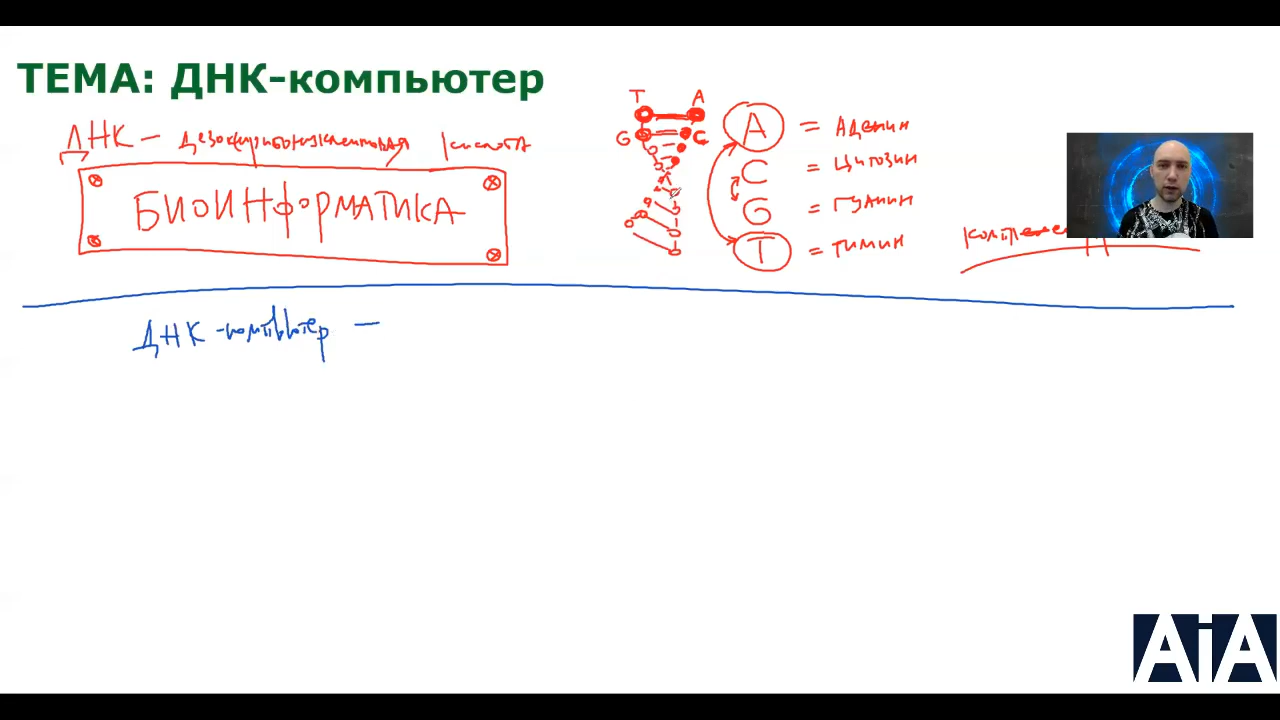 ТЕМА: ДНК-компьютер
ДНК – дезоксирибонуклеиновая кислота
БИОИНФОРМАТИКА
T A
G C
A = АДЕНИН
C = ЦИТОЗИН
G = ГУАНИН
T = ТИМИН
ДНК-компьютер –
AiA